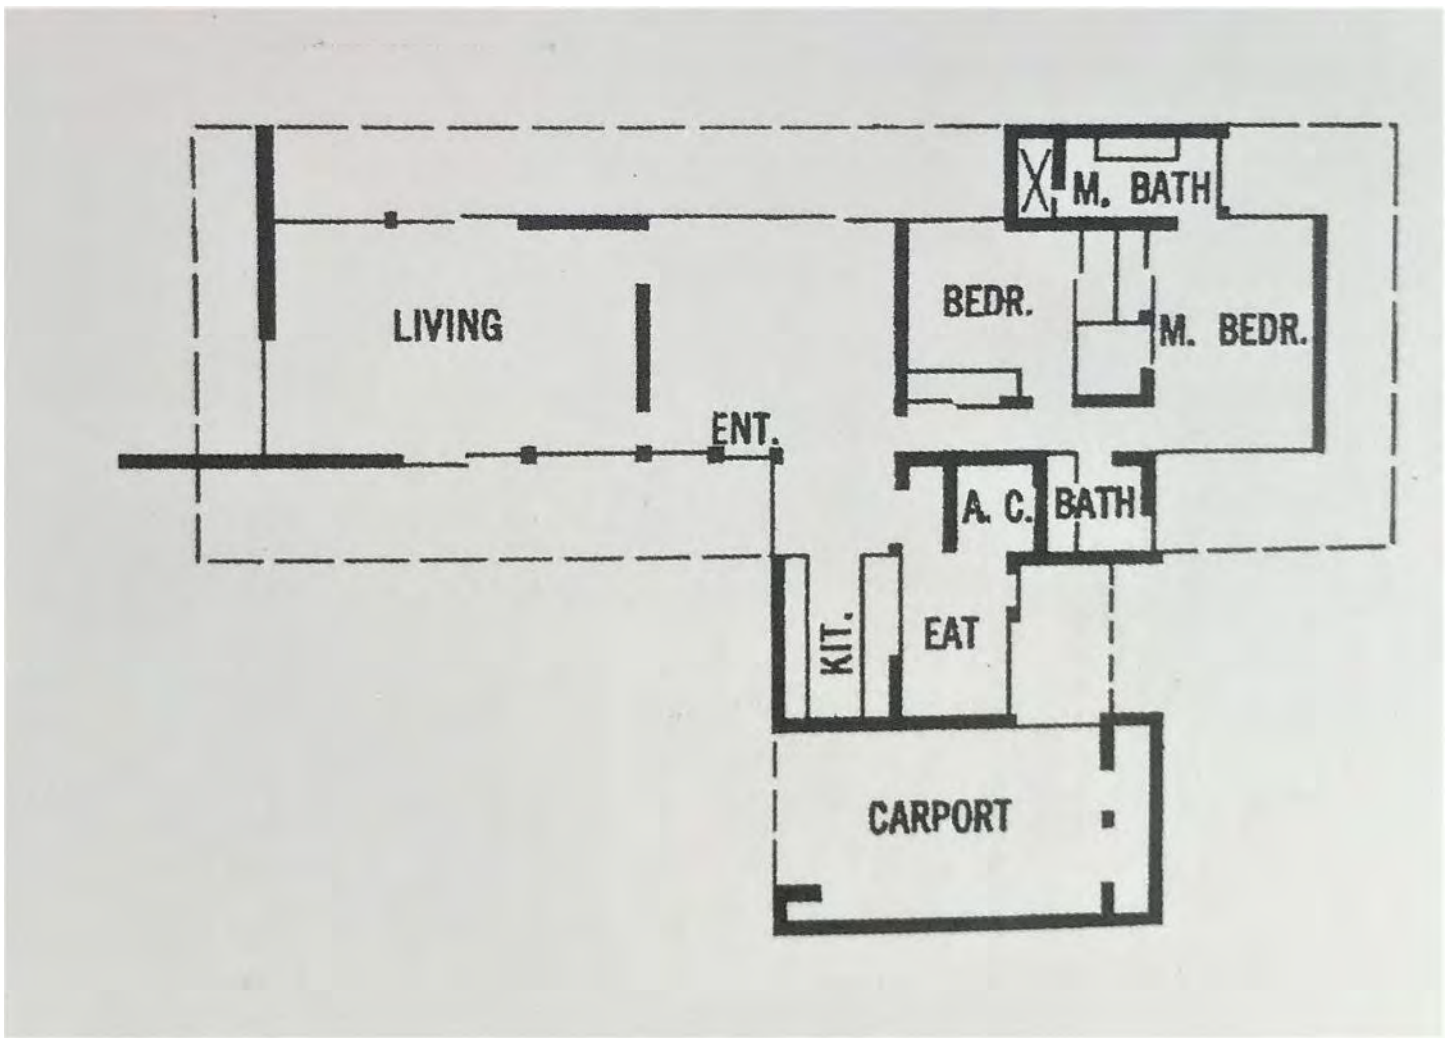 M. BATH
BEDR.
LIVING
M. BEDR.
ENT.
A. C.
BATH
KIT.
EAT
CARPORT